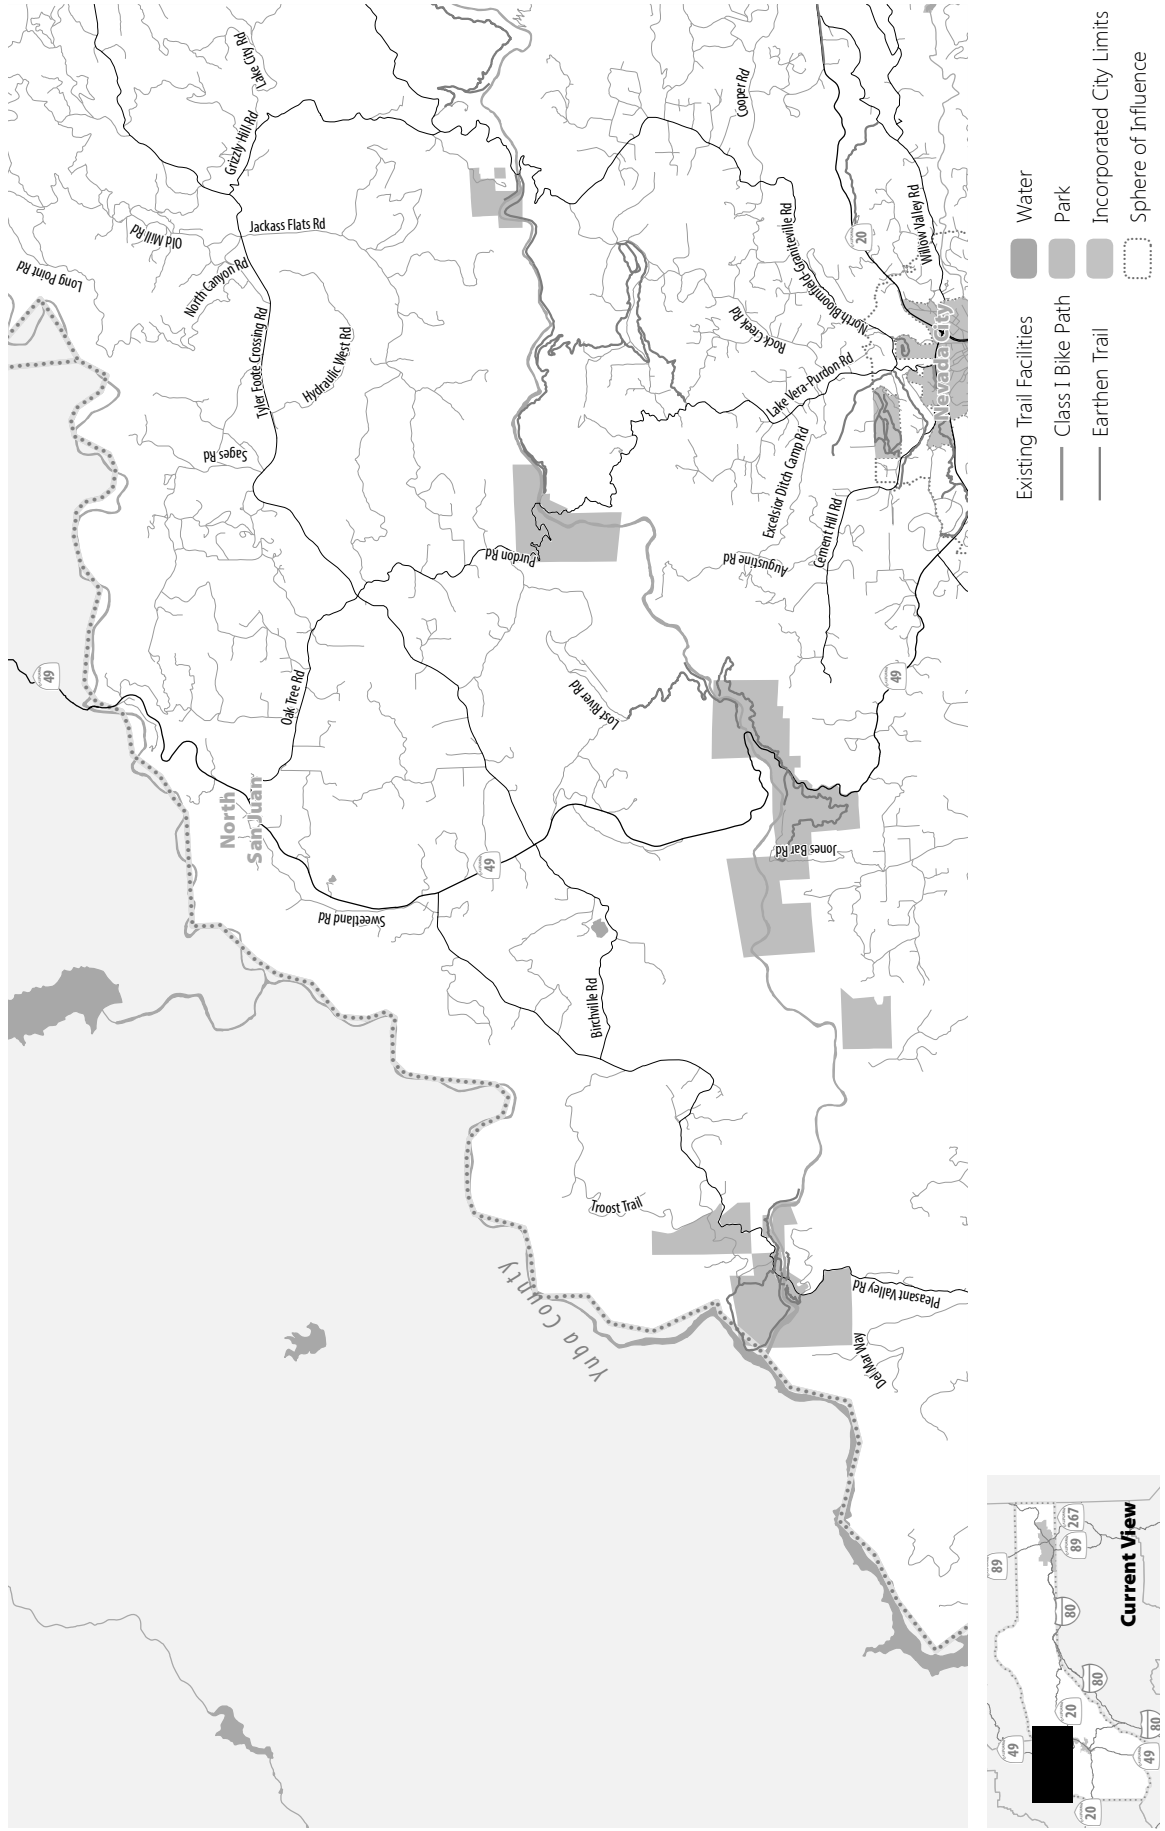 Long Point Rd
Old Mill Rd
Lake City Rd
Grizzly Hill Rd
North Canyon Rd
Jackass Flats Rd
Tyler Foote Crossing Rd
Hydraulic West Rd
Sages Rd
Cooper Rd
North Bloomfield-Graniteville Rd
Rock Creek Rd
Willow Valley Rd
20
Lake Vera-Purdon Rd
Nevada City
Excelsior Ditch Camp Rd
Cement Hill Rd
Augustine Rd
Purdon Rd
49
Oak Tree Rd
Lost River Rd
49
North
San Juan
49
Sweetland Rd
Jones Bar Rd
Birchville Rd
Troost Trail
Yuba County
Pleasant Valley Rd
Del Mar Way
Existing Trail Facilities
Class I Bike Path
Earthen Trail
Water
Park
Incorporated City Limits
Sphere of Influence
89
267
89
80
80
20
80
49
49
20
Current View